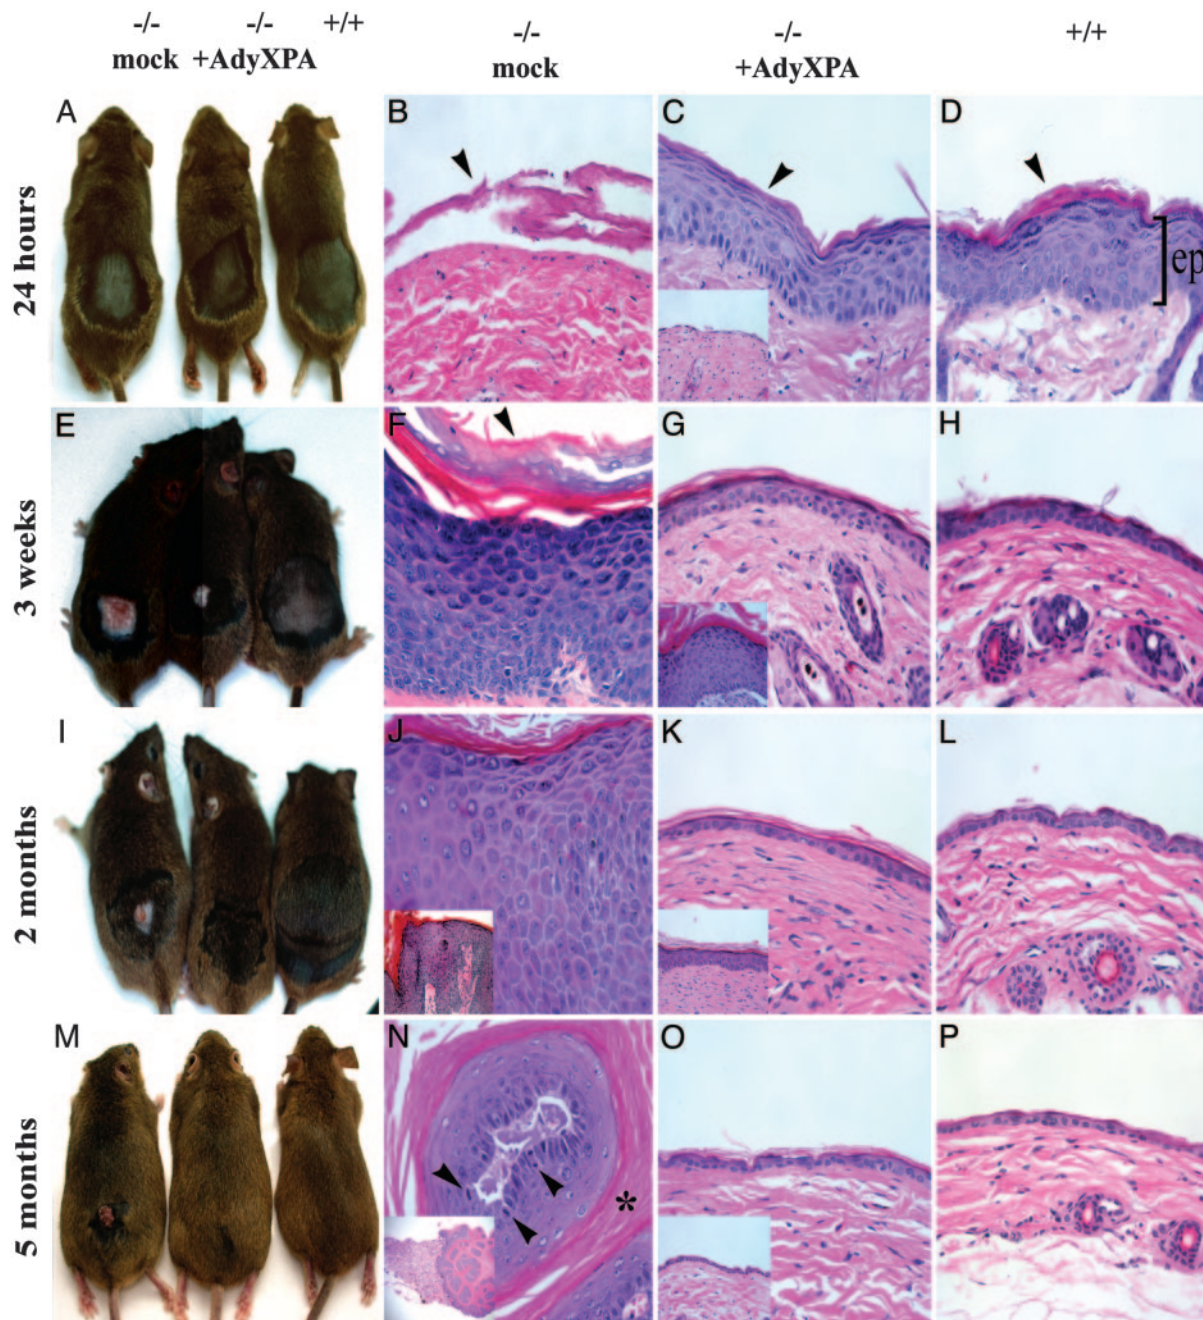 -/- -/- +/+
mock +AdyXPA
-/- -/- +/+
mock +AdyXPA
24 hours
A B C D
ep
3 weeks
E F G H
2 months
I J K L
5 months
M N O P
*